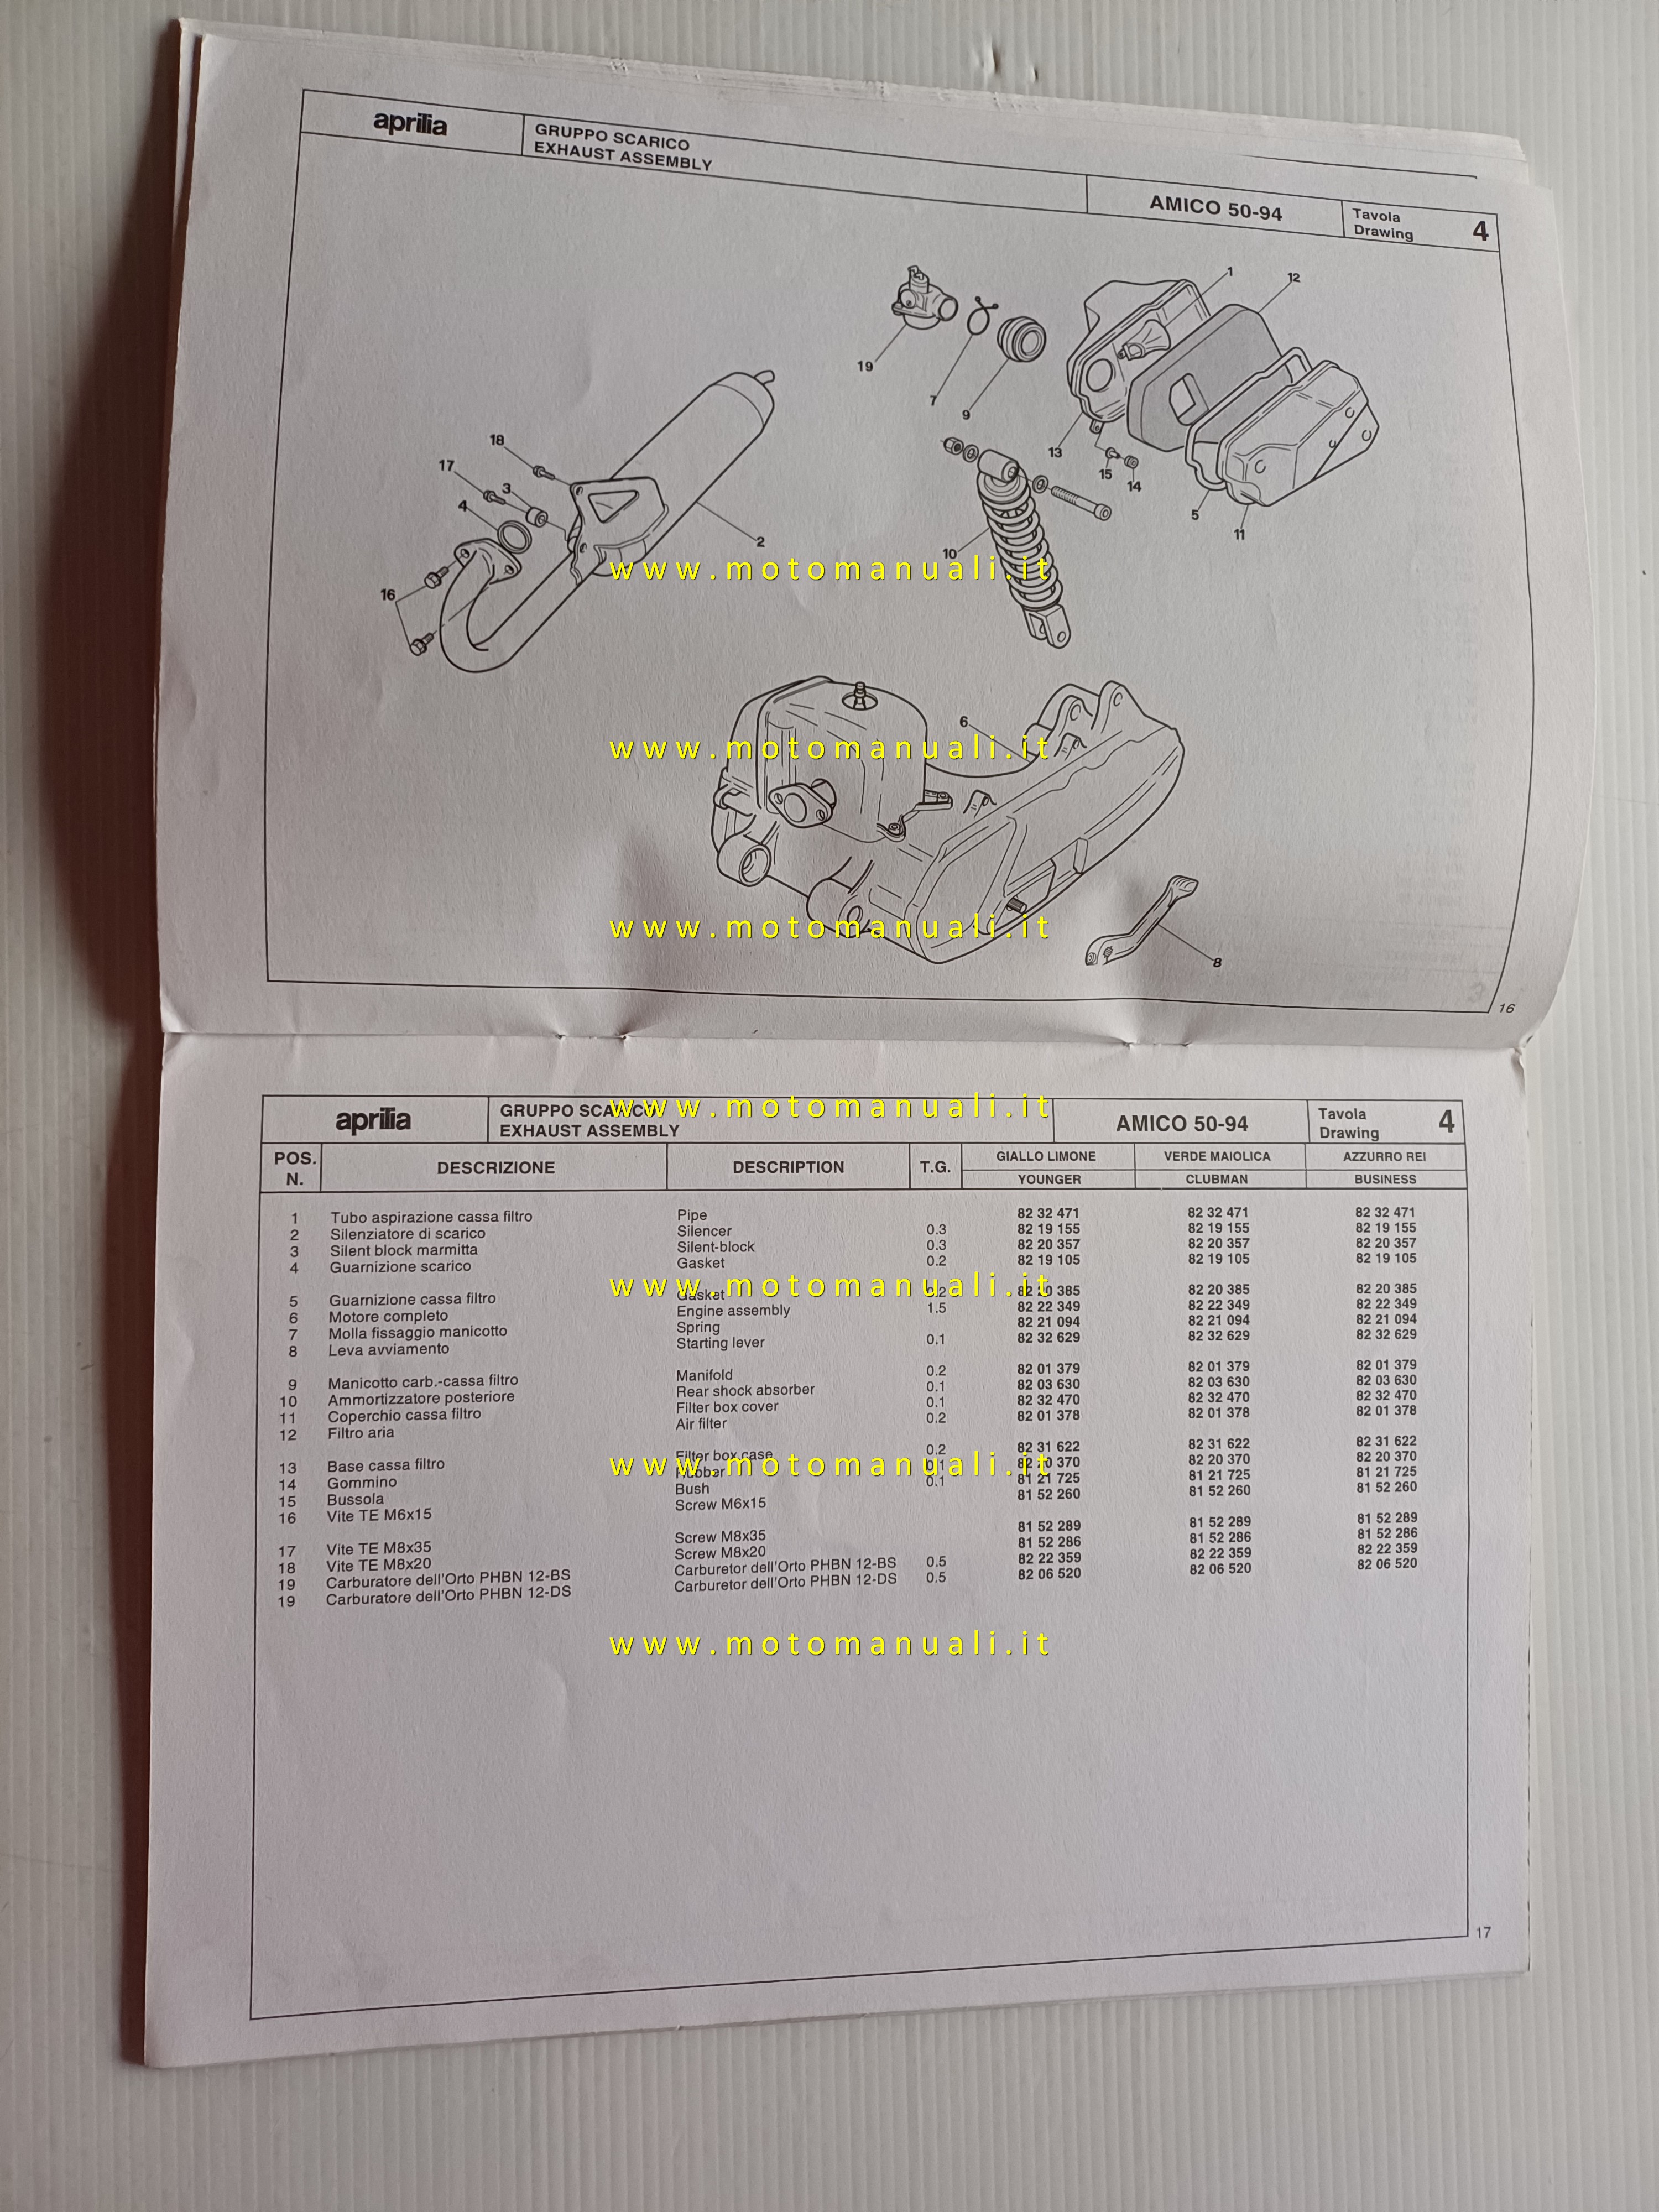 aprilia
GRUPPO SCARICO
EXHAUST ASSEMBLY
AMICO 50-94
Tavola
Drawing
4
1
12
19
7
9
13
15
14
5
11
18
17
3
4
2
16
10
www.motomanuali.it
6
www.motomanuali.it
www.motomanuali.it
8
16
aprilia
GRUPPO SCARICO
EXHAUST ASSEMBLY
www.motomanuali.it
AMICO 50-94
Tavola
Drawing
4
POS. N. DESCRIZIONE DESCRIPTION T.G. GIALLO LIMONE VERDE MAIOLICA AZZURRO REI
YOUNGER CLUBMAN BUSINESS
1 Tubo aspirazione cassa filtro Pipe 82 32 471 82 32 471 82 32 471
2 Silenziatore di scarico Silencer 0.3 82 19 155 82 19 155 82 19 155
3 Silent block marmitta Silent-block 0.3 82 20 357 82 20 357 82 20 357
4 Guarnizione scarico Gasket 0.2 82 19 105 82 19 105 82 19 105
www.motomanuali.it
5 Guarnizione cassa filtro Gasket 0.2 82 20 385 82 20 385 82 20 385
6 Motore completo Engine assembly 1.5 82 22 349 82 22 349 82 22 349
7 Molla fissaggio manicotto Spring 82 21 094 82 21 094 82 21 094
8 Leva avviamento Starting lever 0.1 82 32 629 82 32 629 82 32 629
9 Manicotto carb.-cassa filtro Manifold 0.2 82 01 379 82 01 379 82 01 379
10 Ammortizzatore posteriore Rear shock absorber 0.1 82 03 630 82 03 630 82 03 630
11 Coperchio cassa filtro Filter box cover 0.1 82 32 470 82 32 470 82 32 470
12 Filtro aria Air filter 0.2 82 01 378 82 01 378 82 01 378
13 Base cassa filtro Filter box case 0.2 82 31 622 82 31 622 82 31 622
www.motomanuali.it
14 Gommino Rubber 0.1 82 20 370 82 20 370 82 20 370
15 Bussola Bush 0.1 81 21 725 81 21 725 81 21 725
16 Vite TE M6x15 Screw M6x15 81 52 260 81 52 260 81 52 260
17 Vite TE M8x35 Screw M8x35 81 52 289 81 52 289 81 52 289
18 Vite TE M8x20 Screw M8x20 81 52 286 81 52 286 81 52 286
19 Carburatore dell'Orto PHBN 12-BS Carburetor dell'Orto PHBN 12-BS 0.5 82 22 359 82 22 359 82 22 359
19 Carburatore dell'Orto PHBN 12-DS Carburetor dell'Orto PHBN 12-DS 0.5 82 06 520 82 06 520 82 06 520
www.motomanuali.it
17